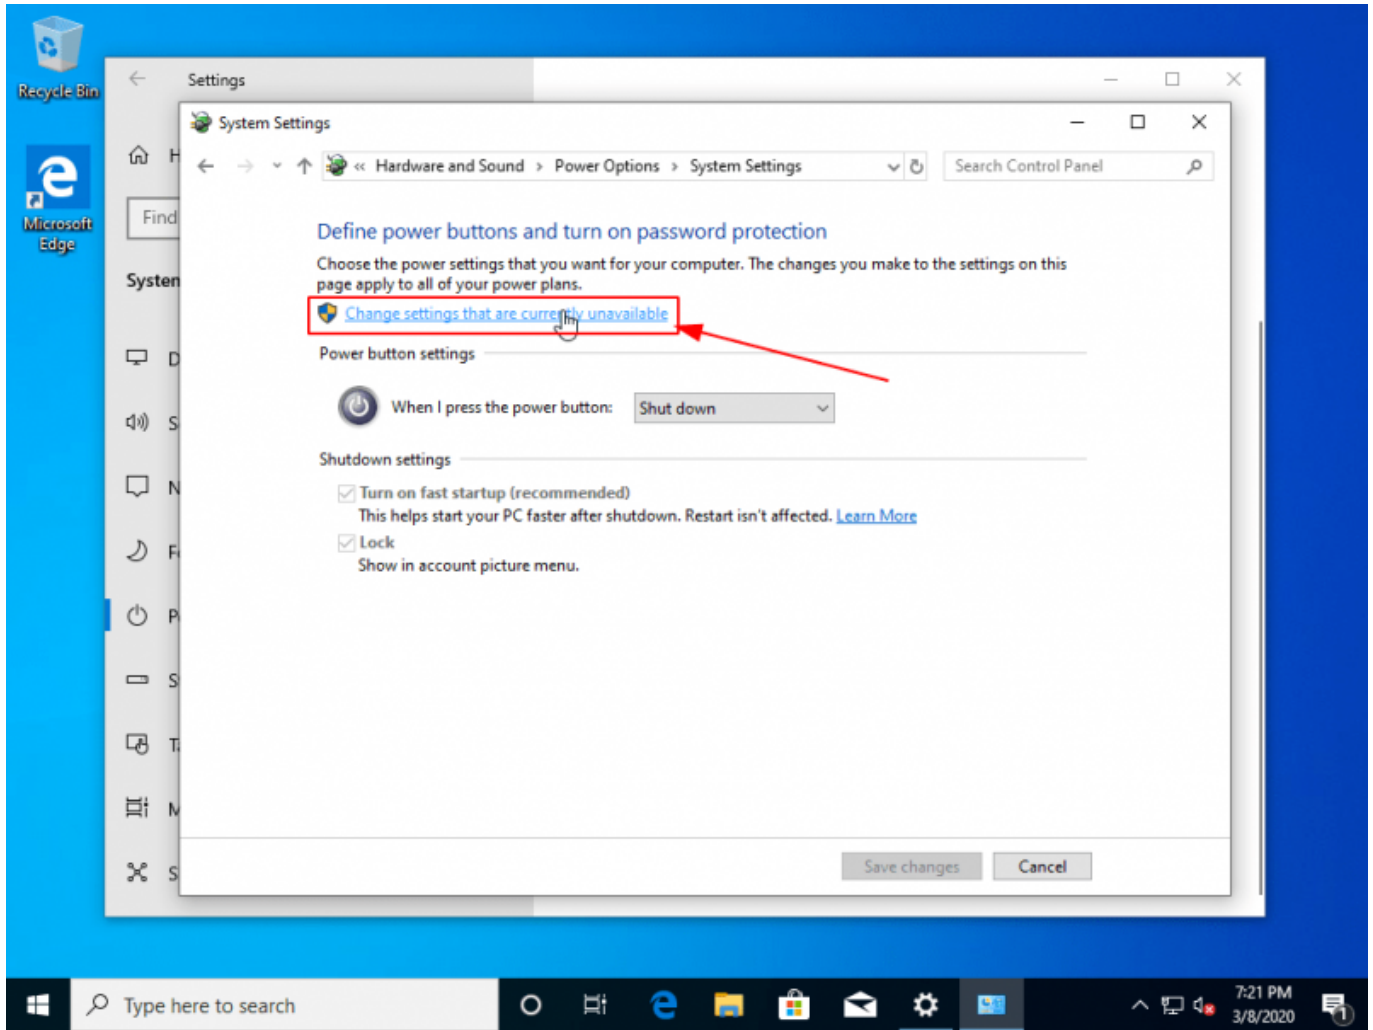 Recycle Bin
Microsoft
Edge
Settings
System Settings
« Hardware and Sound > Power Options > System Settings
Search Control Panel
H
Find
System
Define power buttons and turn on password protection
Choose the power settings that you want for your computer. The changes you make to the settings on this
page apply to all of your power plans.
Change settings that are currently unavailable
Power button settings
D
When I press the power button:
Shut down
S
Shutdown settings
N
Turn on fast startup (recommended)
This helps start your PC faster after shutdown. Restart isn't affected. Learn More
Lock
F
Show in account picture menu.
P
S
T
M
S
Save changes
Cancel
Type here to search
7:21 PM
3/8/2020
1